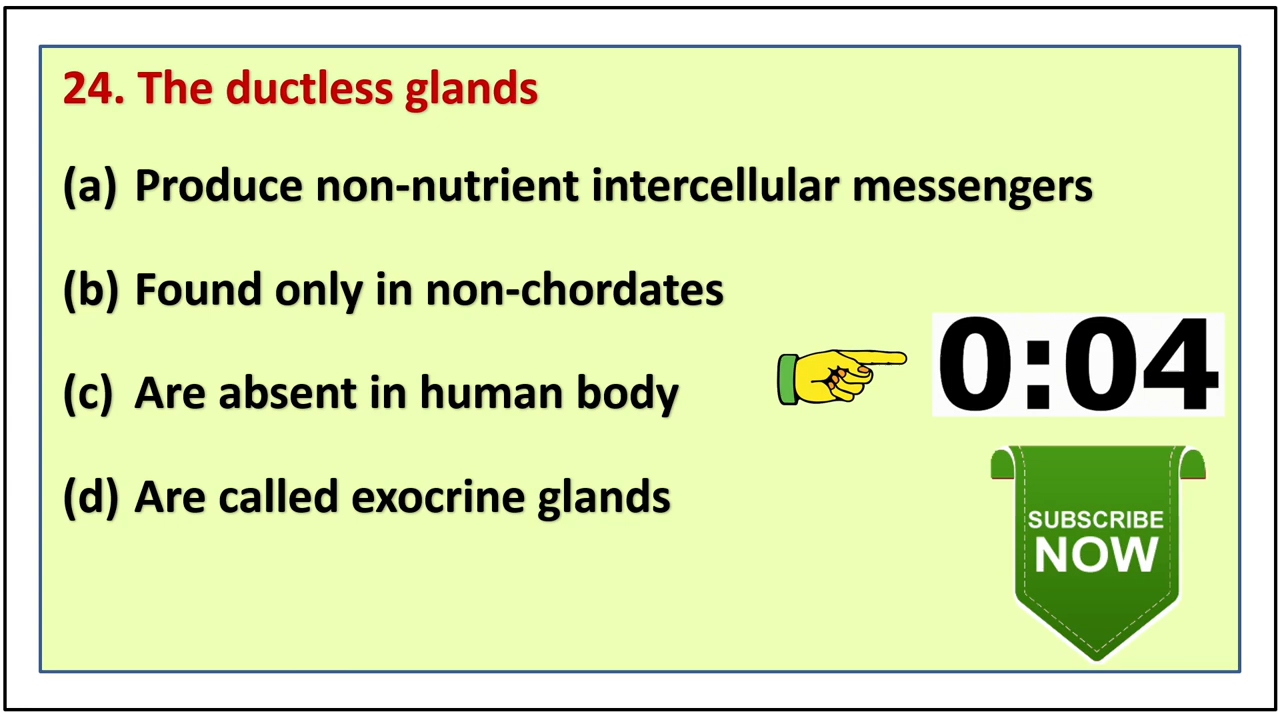 24. The ductless glands
(a) Produce non-nutrient intercellular messengers
(b) Found only in non-chordates
(c) Are absent in human body
(d) Are called exocrine glands
0:04
SUBSCRIBE
NOW